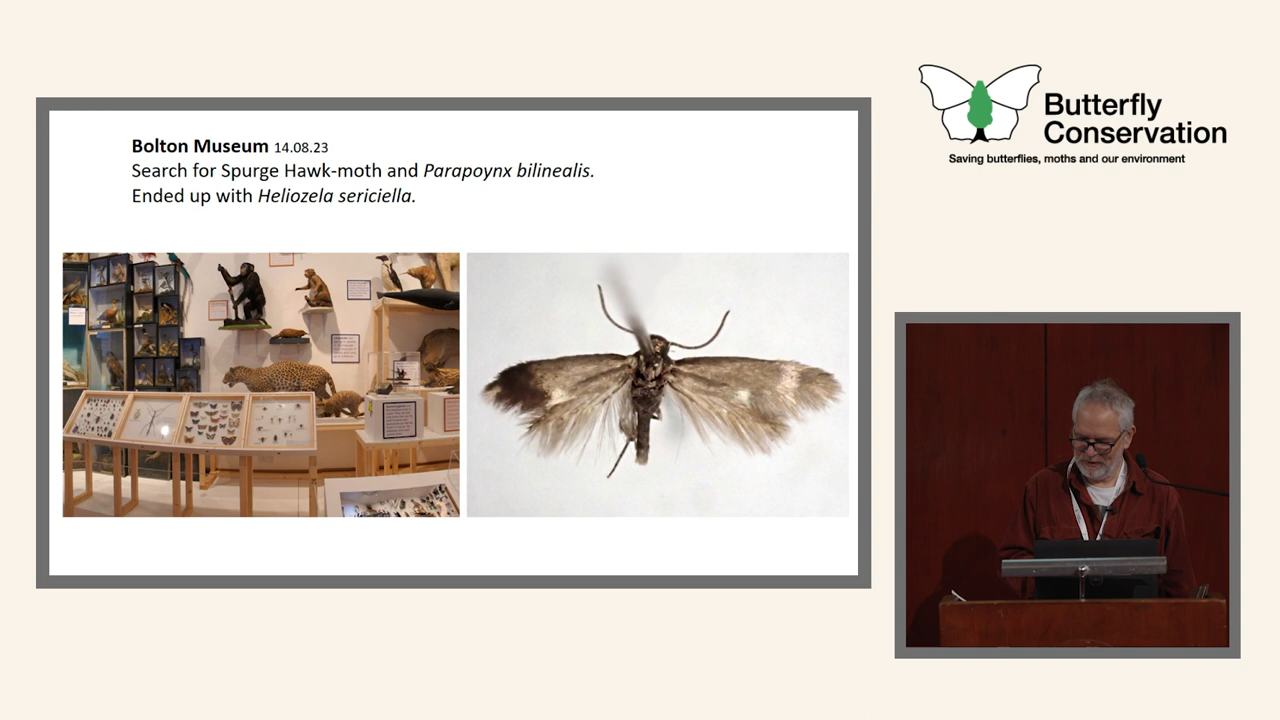 Bolton Museum 14.08.23
Search for Spurge Hawk-moth and Parapoynx bilinealis.
Ended up with Heliozela sericiella.
Butterfly
Conservation
Saving butterflies, moths and our environment